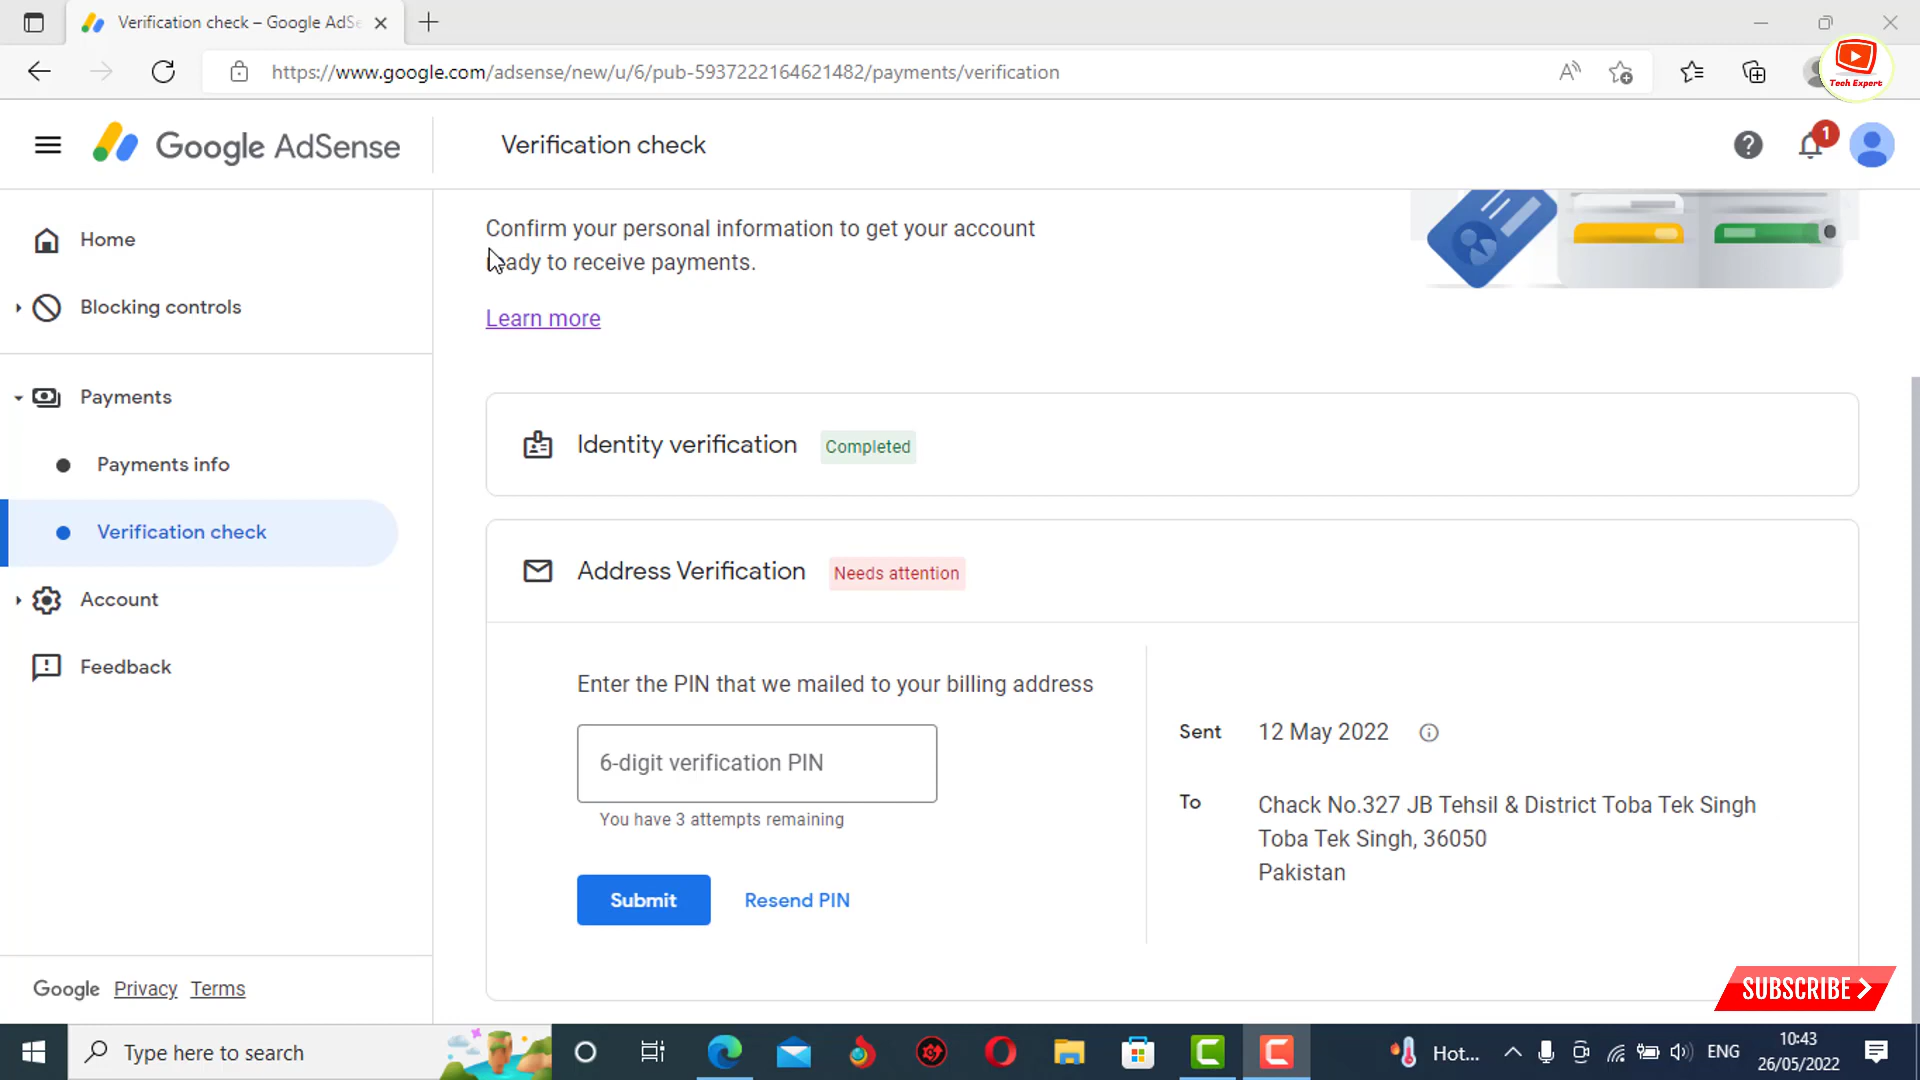 Verification check – Google AdSe
https://www.google.com/adsense/new/u/6/pub-5937222164621482/payments/verification
Tech Expert
Google AdSense
Verification check
1
Home
Blocking controls
Payments
Payments info
Verification check
Account
Feedback
Google Privacy Terms
Confirm your personal information to get your account
ready to receive payments.
Learn more
Identity verification Completed
Address Verification Needs attention
Enter the PIN that we mailed to your billing address
6-digit verification PIN
You have 3 attempts remaining
Submit Resend PIN
Sent 12 May 2022
To Chack No.327 JB Tehsil & District Toba Tek Singh
Toba Tek Singh, 36050
Pakistan
SUBSCRIBE
Type here to search
Hot...
ENG
10:43
26/05/2022